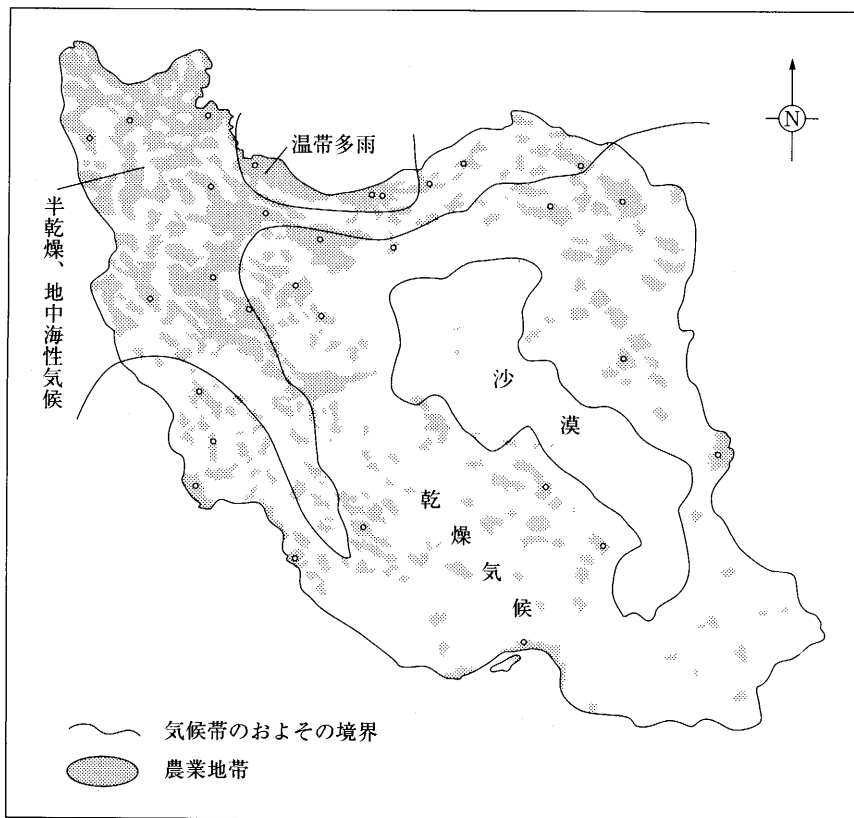 N
温帯多雨
半乾燥、地中海性気候
沙漠
乾燥気候
気候帯のおよその境界
農業地帯